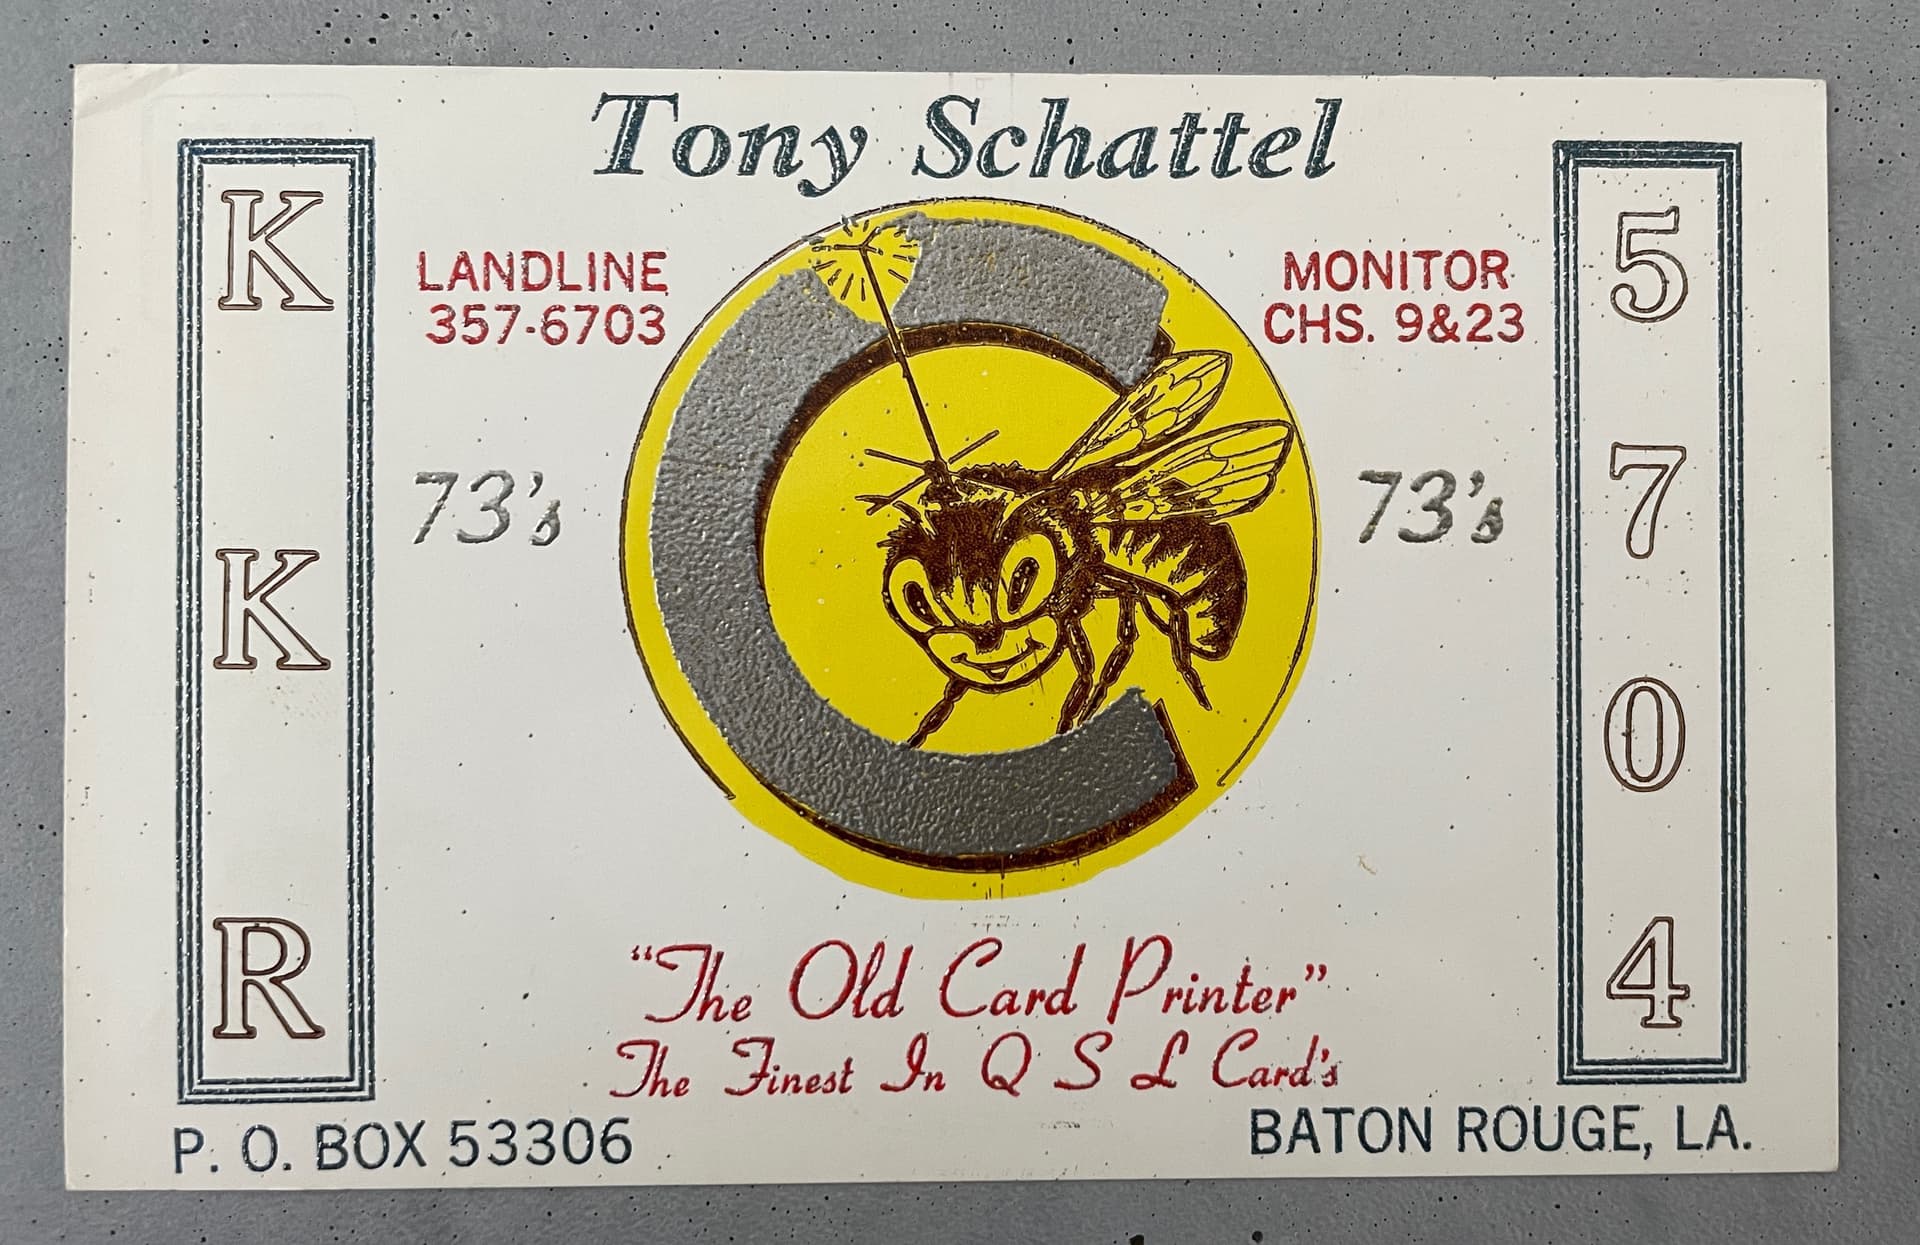 Tony Schattel
K
K
R
LANDLINE
357-6703
MONITOR
CHS. 9&23
73's
73's
5
7
0
4
C
"The Old Card Printer"
The Finest In Q S L Card's
P. O. BOX 53306
BATON ROUGE, LA.